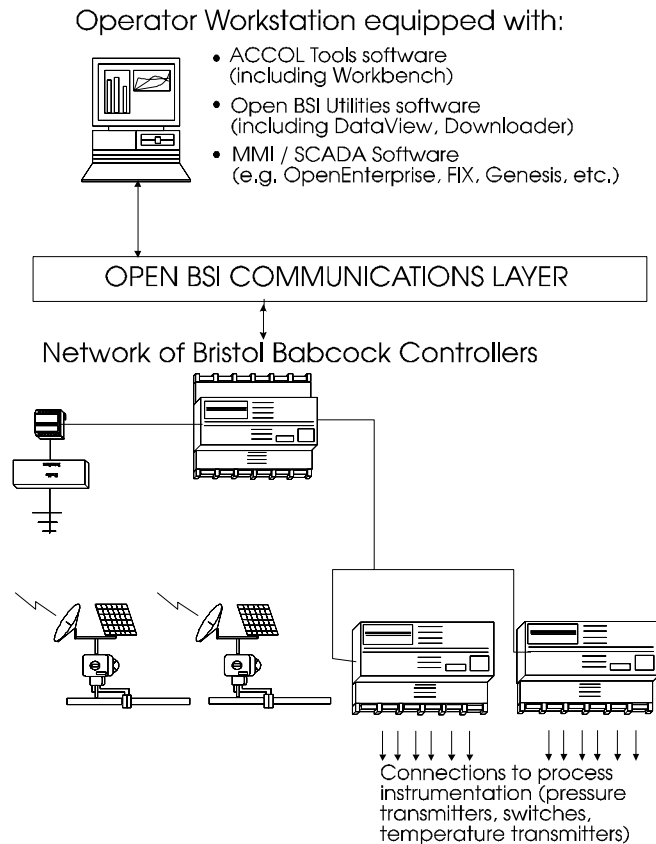 Operator Workstation equipped with:
• ACCOL Tools software
(including Workbench)
• Open BSI Utilities software
(including DataView, Downloader)
• MMI / SCADA Software
(e.g. OpenEnterprise, FIX, Genesis, etc.)
OPEN BSI COMMUNICATIONS LAYER
Network of Bristol Babcock Controllers
Connections to process
instrumentation (pressure
transmitters, switches,
temperature transmitters)